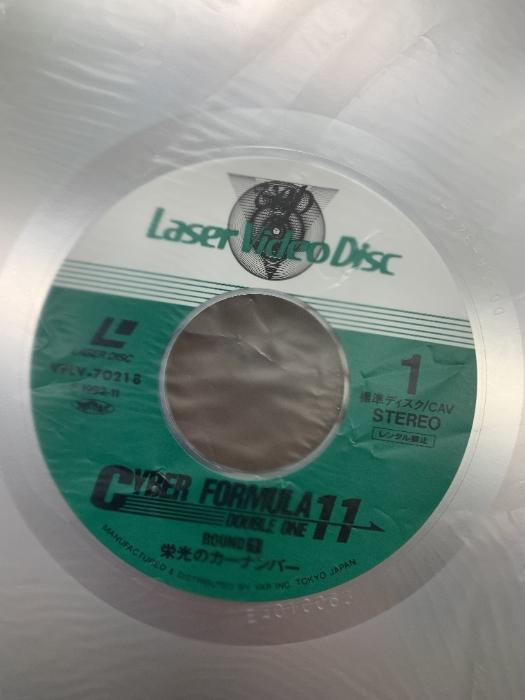 Laser Video Disc
LASER DISC
VPLY-70218
1992-11
1
標準ディスク/CAV
STEREO
レンタル禁止
CYBER FORMULA 11
DOUBLE ONE
ROUND 1
栄光のカーナンバー
MANUFACTURED & DISTRIBUTED BY VAP INC. TOKYO JAPAN